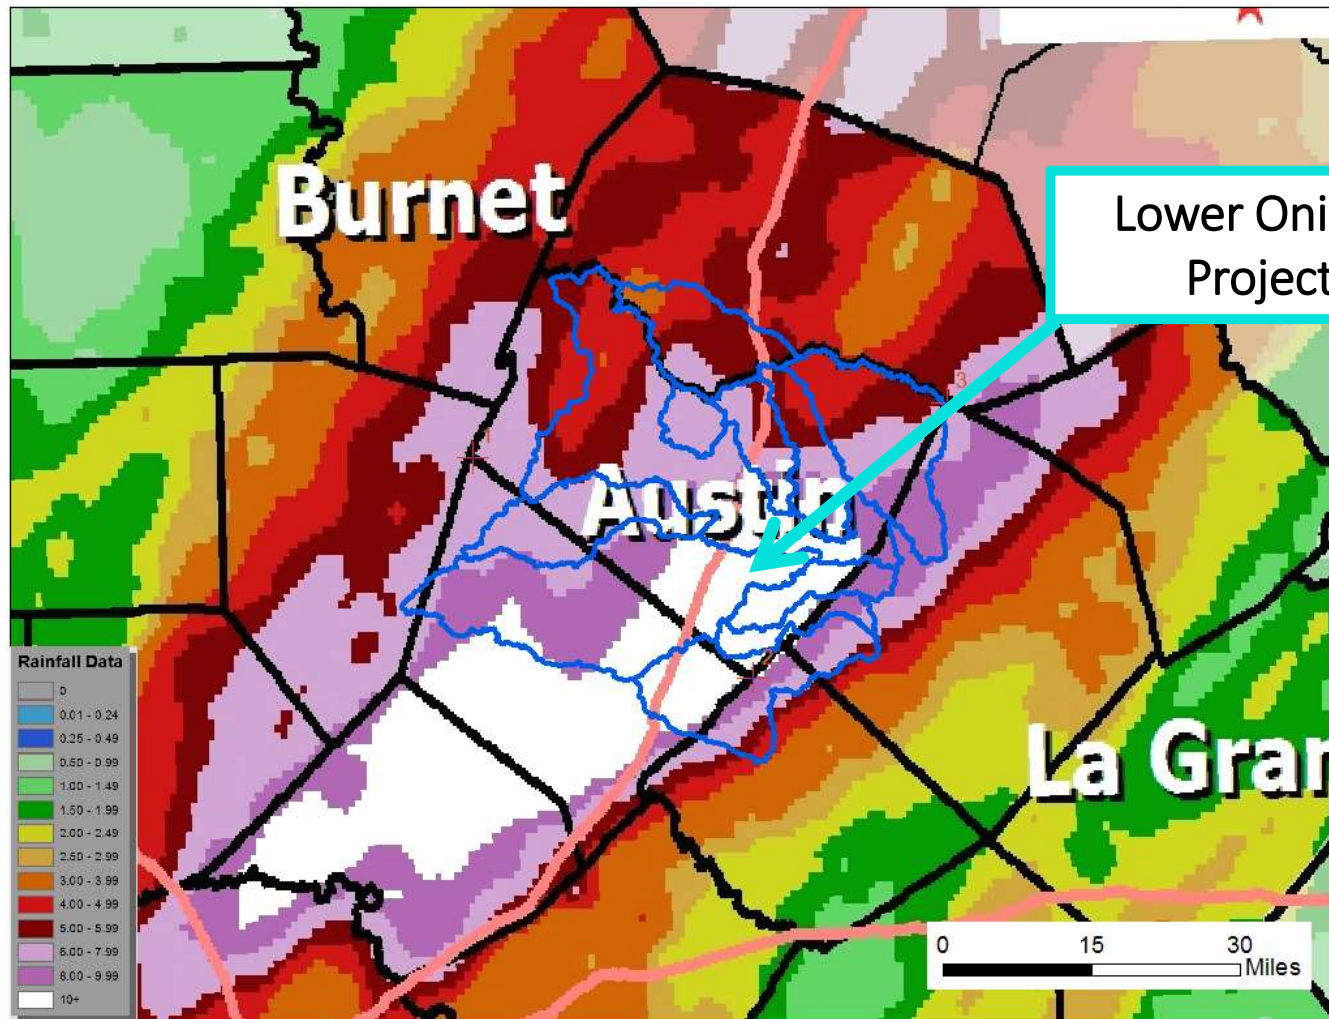 Burnet
Lower Oni
Project
3
1
Austin
2
La Gran
Rainfall Data
0
0.01 - 0.24
0.25 - 0.49
0.50 - 0.99
1.00 - 1.49
1.50 - 1.99
2.00 - 2.49
2.50 - 2.99
3.00 - 3.99
4.00 - 4.99
5.00 - 5.99
6.00 - 7.99
8.00 - 9.99
10+
0 15 30
Miles